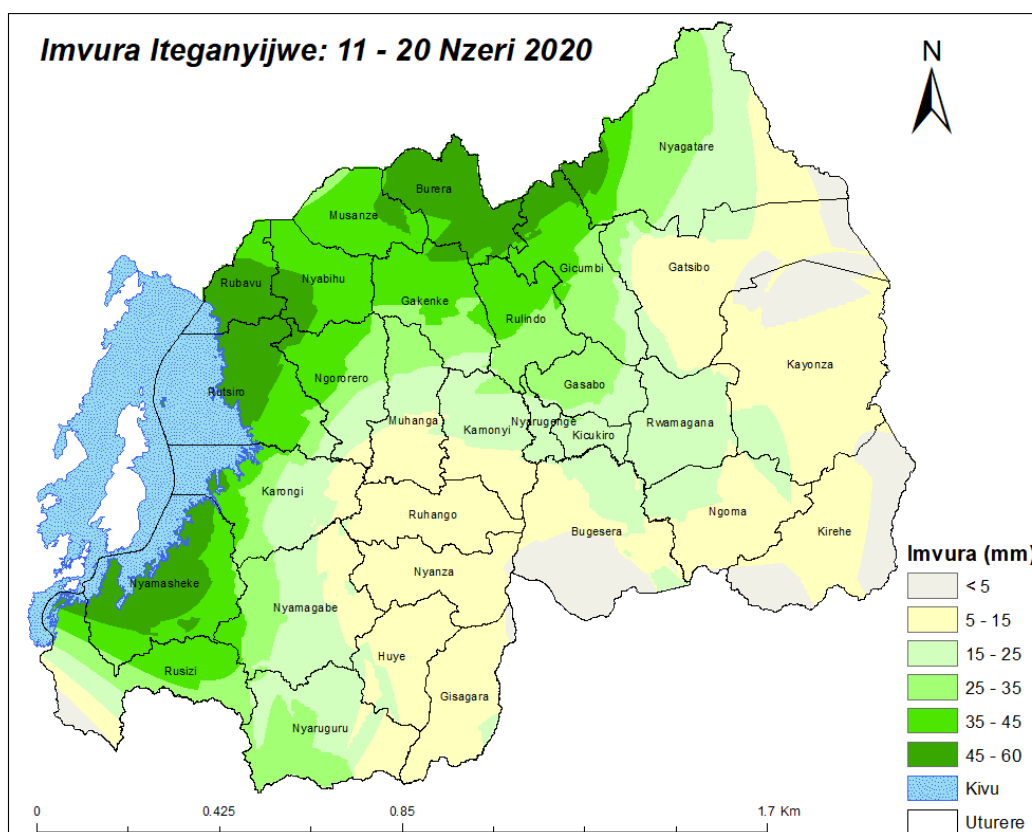 Imvura Iteganyijwe: 11 - 20 Nzeri 2020
N
Nyagatare
Burera
Musanze
Gicumbi
Gatsibo
Rubavu
Nyabihu
Gakenke
Rulindo
Kayonza
Rutsiro
Ngororero
Gasabo
Muhanga
Kamonyi
Nyarugenge
Kicukiro
Rwamagana
Karongi
Ruhango
Bugesera
Ngoma
Kirehe
Nyanza
Nyamasheke
Nyamagabe
Huye
Rusizi
Gisagara
Nyaruguru
Imvura (mm)
< 5
5 - 15
15 - 25
25 - 35
35 - 45
45 - 60
Kivu
Uturere
0 0.425 0.85 1.7 Km